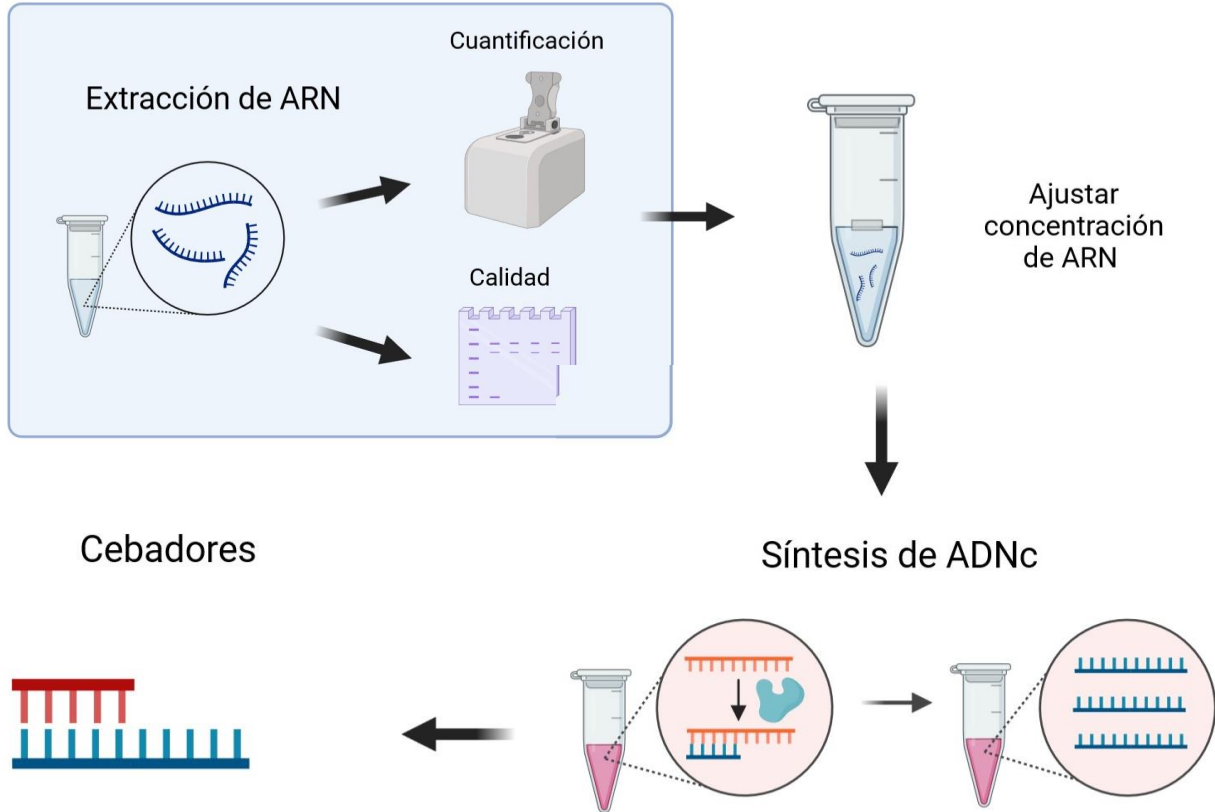 Cuantificación
Extracción de ARN
Calidad
Ajustar
concentración
de ARN
Cebadores
Síntesis de ADNc